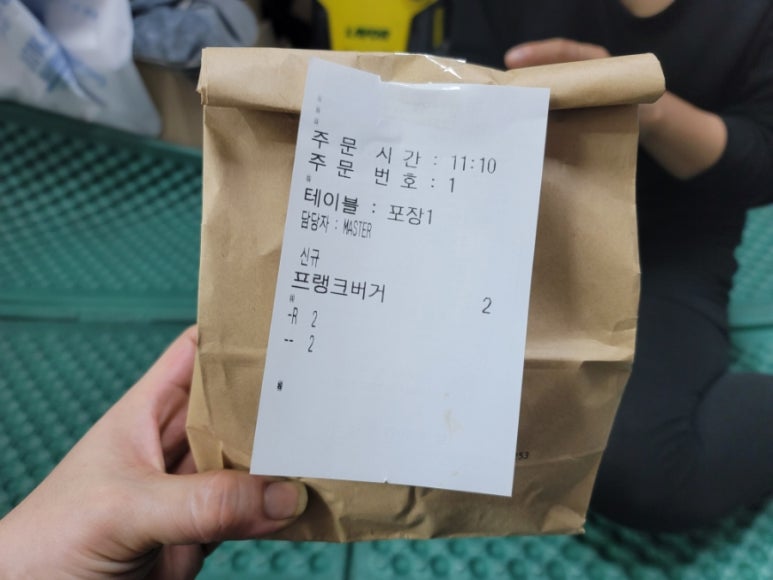 주문 시간 : 11:10
주문 번호 : 1
테이블 : 포장1
담당자 : MASTER
신규
프랭크버거 2
-R 2
-- 2
53